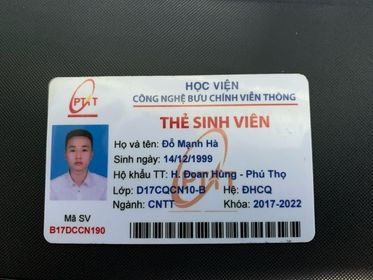 PTIT
HỌC VIỆN
CÔNG NGHỆ BƯU CHÍNH VIỄN THÔNG
THẺ SINH VIÊN
Họ và tên: Đỗ Mạnh Hà
Sinh ngày: 14/12/1999
Hộ khẩu TT: H. Đoan Hùng - Phú Thọ
Lớp: D17CQCN10-B Hệ: ĐHCQ
Ngành: CNTT Khóa: 2017-2022
Mã SV
B17DCCN190